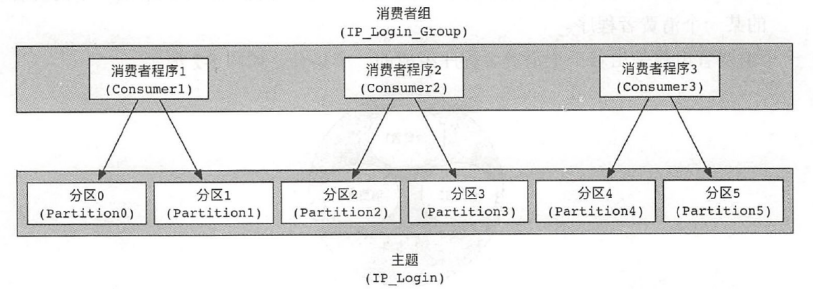 消费者组
(IP_Login_Group)
消费者程序1
(Consumer1)
消费者程序2
(Consumer2)
消费者程序3
(Consumer3)
分区0
(Partition0)
分区1
(Partition1)
分区2
(Partition2)
分区3
(Partition3)
分区4
(Partition4)
分区5
(Partition5)
主题
(IP_Login)